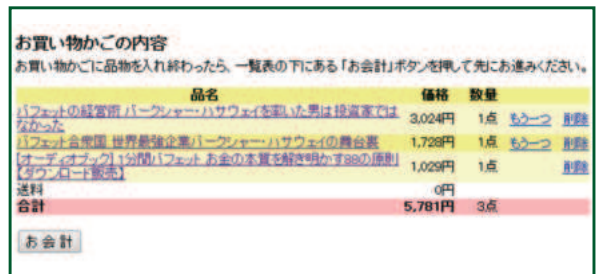 お買い物かごの内容
お買い物かごに品物を入れ終わったら、一覧表の下にある「お会計」ボタンを押して先にお進みください。
品名 価格 数量
バフェットの経営術 バークシャー・ハサウェイを率いた男は投資家では
なかった 3,024円 1点 もう一つ 削除
バフェット合衆国 世界最強企業バークシャー・ハサウェイの舞台裏 1,728円 1点 もう一つ 削除
[オーディオブック] 1分間バフェット お金の本質を解き明かす88の原則
【ダウンロード販売】 1,029円 1点 削除
送料 0円
合計 5,781円 3点
お会計